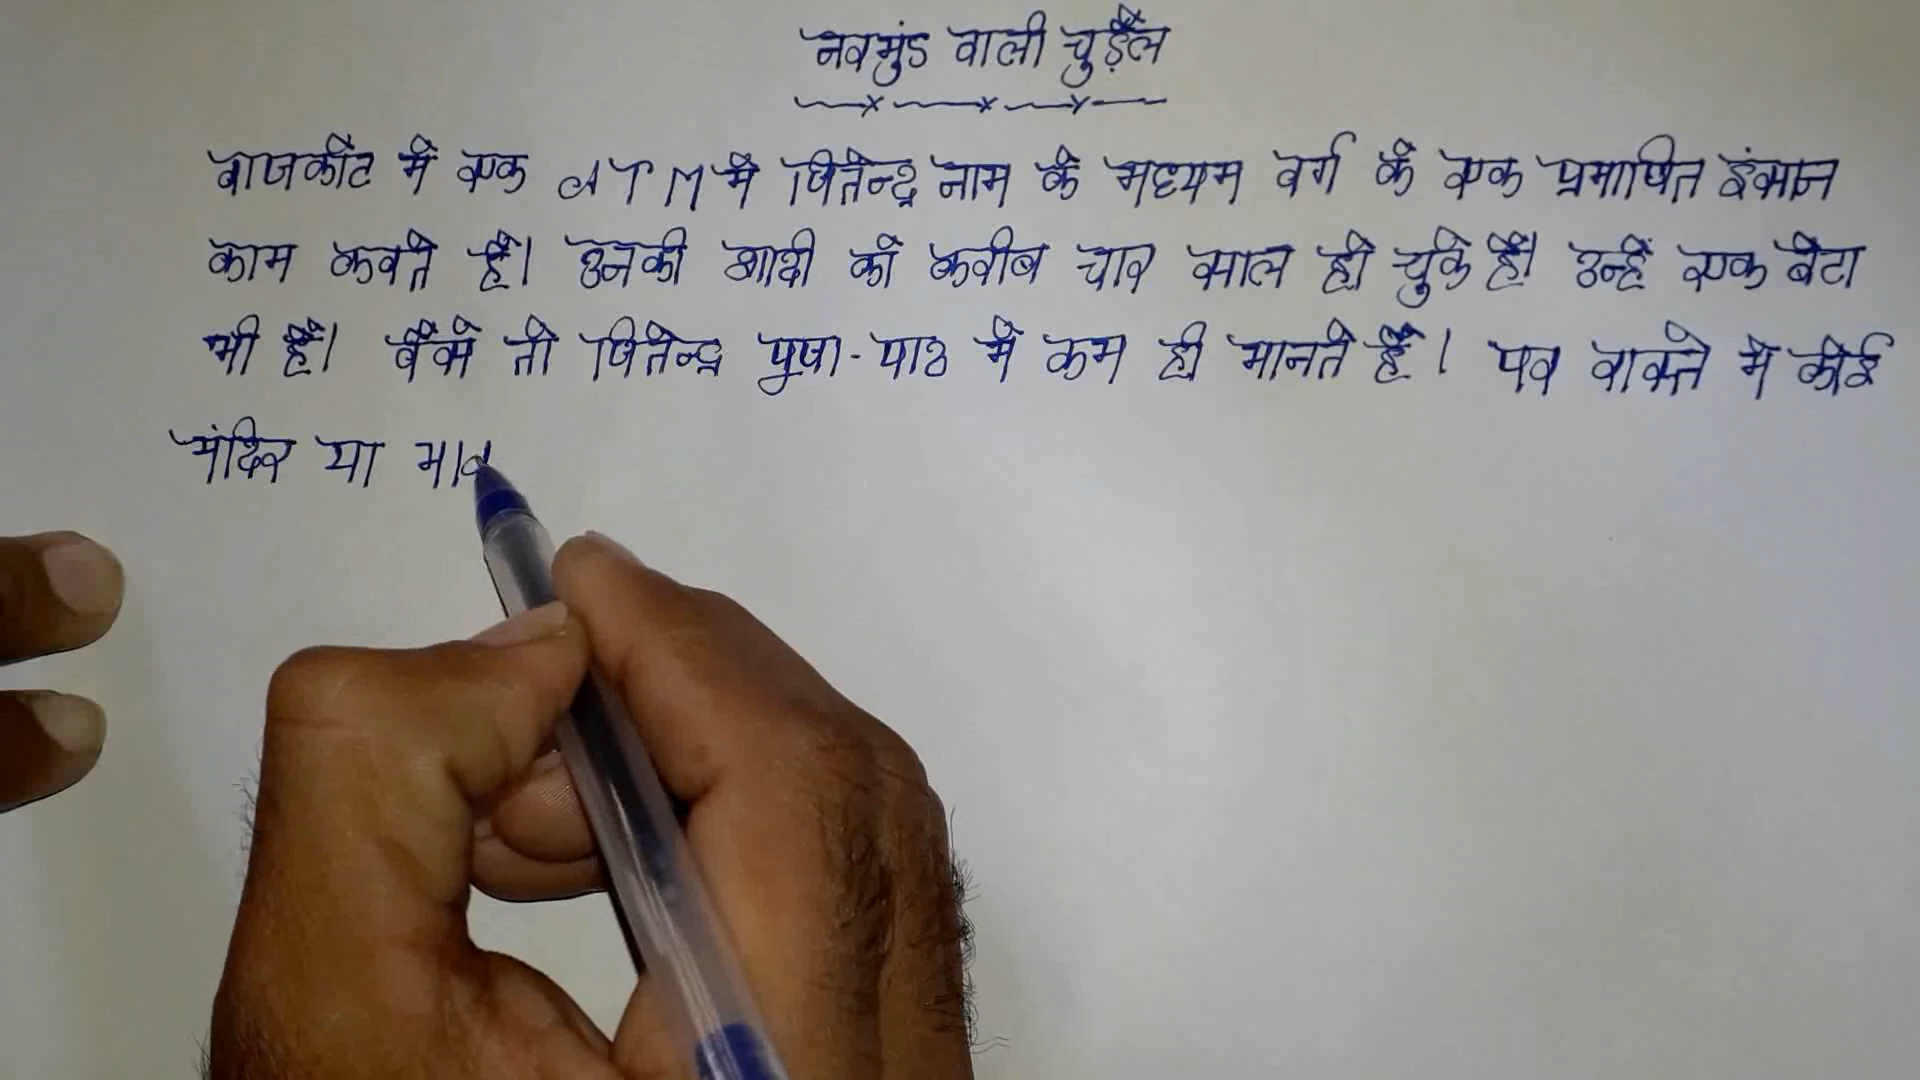 नरमुंड वाली चुड़ैल
राजकोट में एक ATM में जितेन्द्र नाम के मध्यम वर्ग के एक प्रमाणित इंसान
काम करते हैं। उनकी शादी को करीब चार साल हो चुके हैं। उन्हें एक बेटा
भी हैं। वैसे तो जितेन्द्र पुजा-पाठ में कम ही मानते हैं। पर रास्ते में कोई
मंदिर या